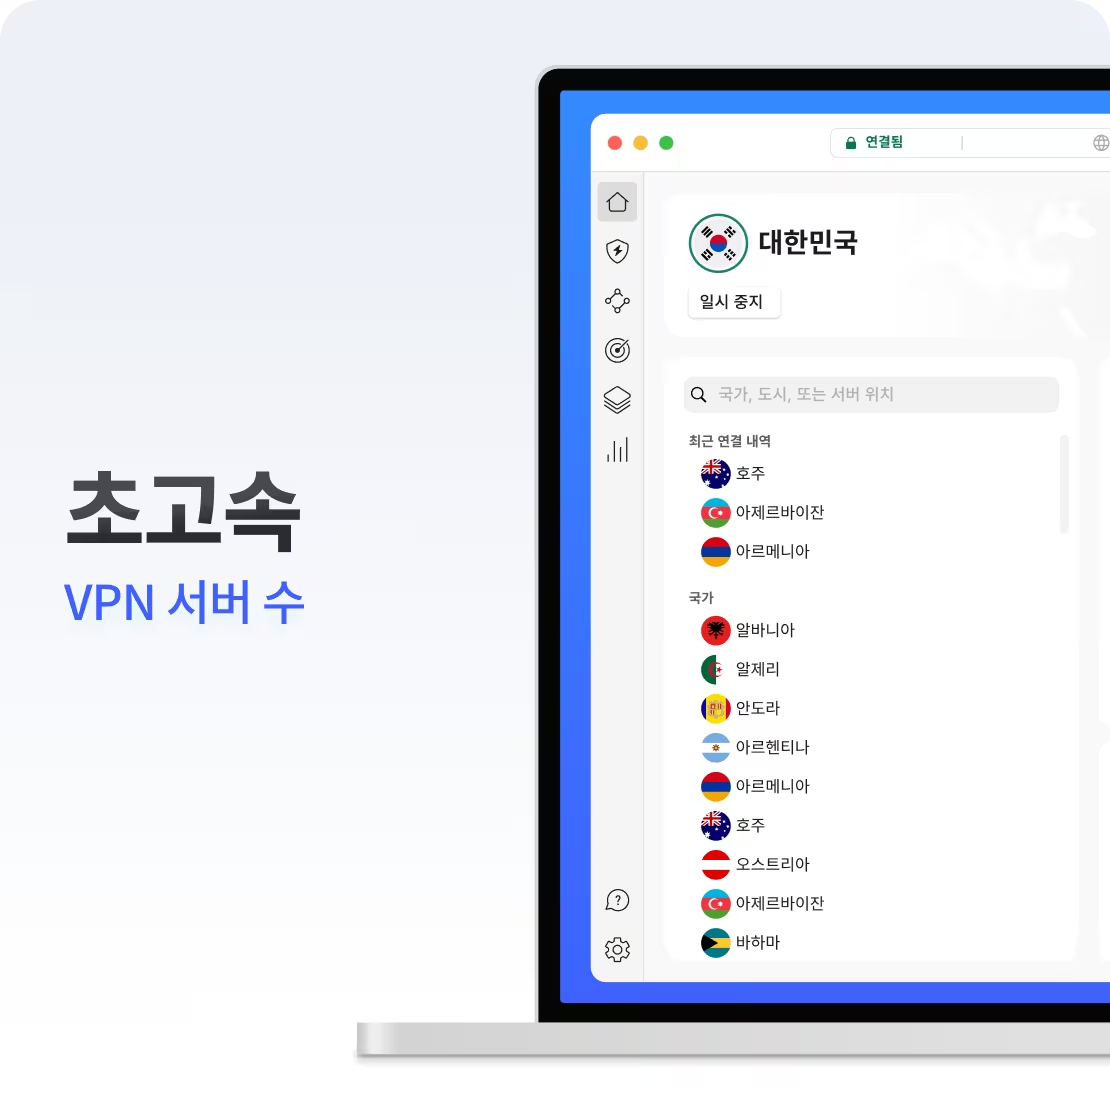 초고속
VPN 서버 수
연결됨
대한민국
일시 중지
국가, 도시, 또는 서버 위치
최근 연결 내역
호주
아제르바이잔
아르메니아
국가
알바니아
알제리
안도라
아르헨티나
아르메니아
호주
오스트리아
아제르바이잔
바하마